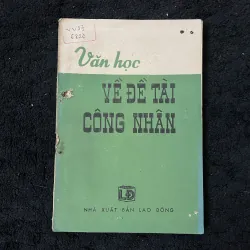 Văn học
VỀ ĐỀ TÀI
CÔNG NHÂN
LĐ
NHÀ XUẤT BẢN LAO ĐỘNG